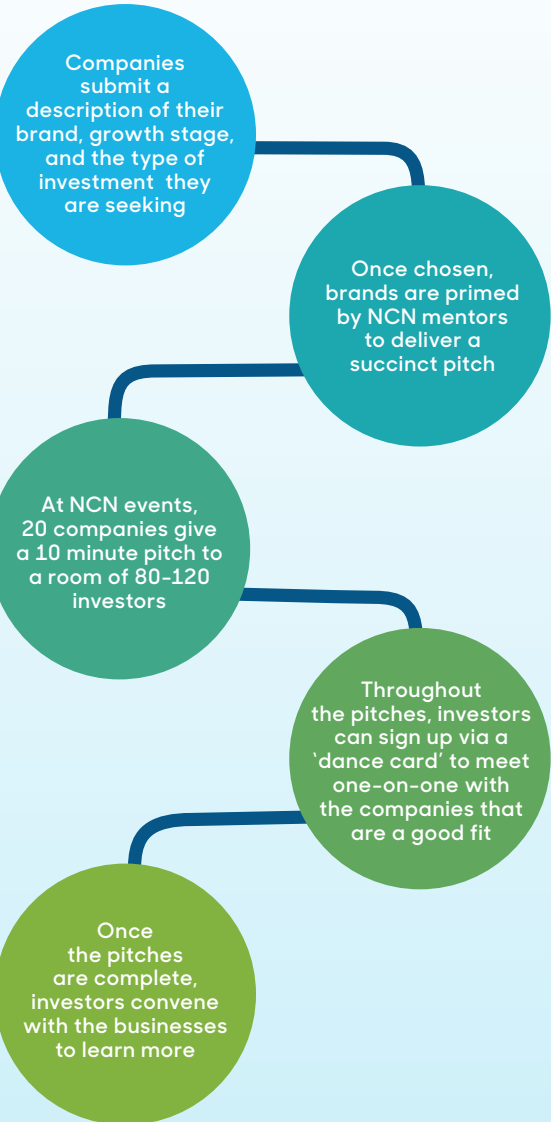 Companies
submit a
description of their
brand, growth stage,
and the type of
investment they
are seeking
Once chosen,
brands are primed
by NCN mentors
to deliver a
succinct pitch
At NCN events,
20 companies give
a 10 minute pitch to
a room of 80-120
investors
Throughout
the pitches, investors
can sign up via a
‘dance card’ to meet
one-on-one with
the companies that
are a good fit
Once
the pitches
are complete,
investors convene
with the businesses
to learn more